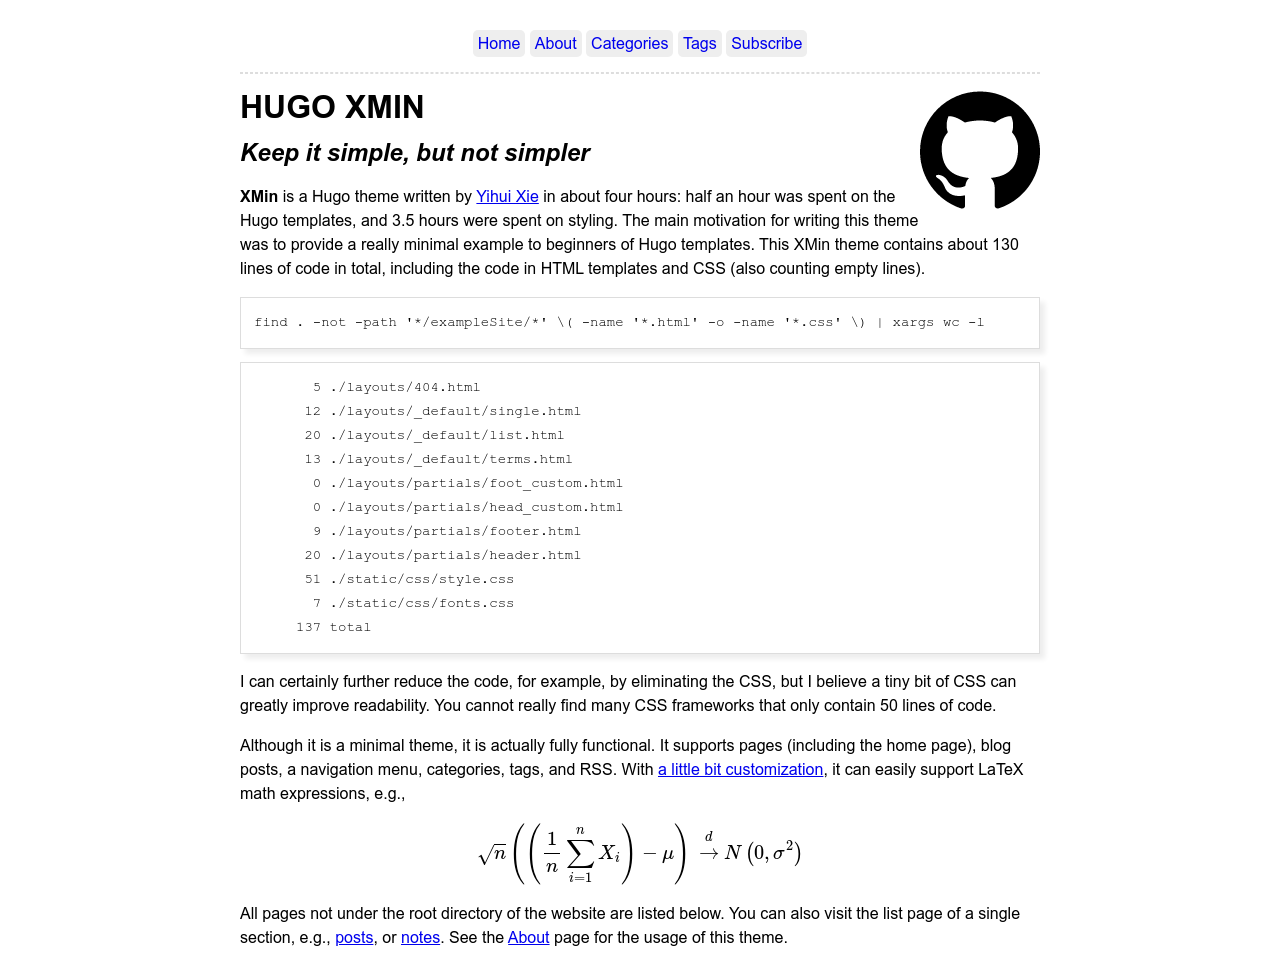 Home About Categories Tags Subscribe
HUGO XMIN
Keep it simple, but not simpler
XMin is a Hugo theme written by Yihui Xie in about four hours: half an hour was spent on the
Hugo templates, and 3.5 hours were spent on styling. The main motivation for writing this theme
was to provide a really minimal example to beginners of Hugo templates. This XMin theme contains about 130
lines of code in total, including the code in HTML templates and CSS (also counting empty lines).
find . -not -path '*/exampleSite/*' \( -name '*.html' -o -name '*.css' \) | xargs wc -l
5 ./layouts/404.html
12 ./layouts/_default/single.html
20 ./layouts/_default/list.html
13 ./layouts/_default/terms.html
0 ./layouts/partials/foot_custom.html
0 ./layouts/partials/head_custom.html
9 ./layouts/partials/footer.html
20 ./layouts/partials/header.html
51 ./static/css/style.css
7 ./static/css/fonts.css
137 total
I can certainly further reduce the code, for example, by eliminating the CSS, but I believe a tiny bit of CSS can
greatly improve readability. You cannot really find many CSS frameworks that only contain 50 lines of code.
Although it is a minimal theme, it is actually fully functional. It supports pages (including the home page), blog
posts, a navigation menu, categories, tags, and RSS. With a little bit customization, it can easily support LaTeX
math expressions, e.g.,
√n ( ( 1/n ∑_{i=1}^{n} X_i ) − μ ) →^d N (0, σ²)
All pages not under the root directory of the website are listed below. You can also visit the list page of a single
section, e.g., posts, or notes. See the About page for the usage of this theme.